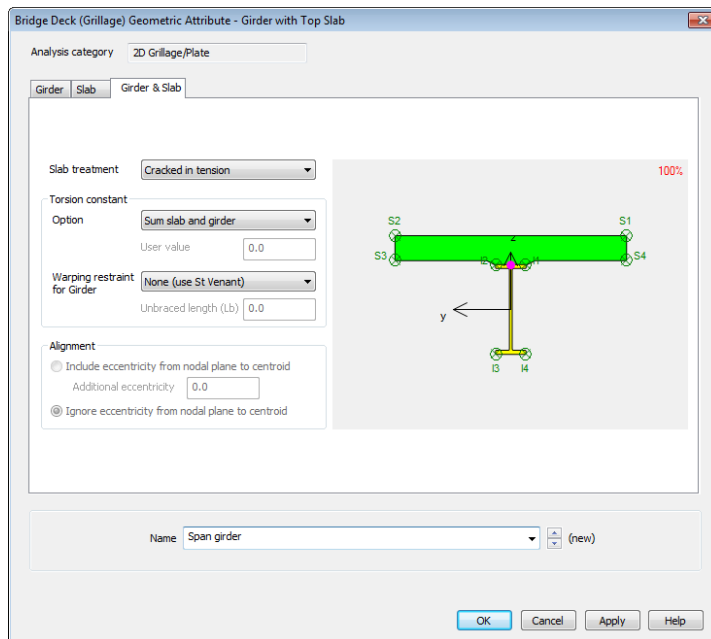 Bridge Deck (Grillage) Geometric Attribute - Girder with Top Slab
Analysis category 2D Grillage/Plate
Girder Slab Girder & Slab
Slab treatment Cracked in tension
Torsion constant
Option Sum slab and girder
User value 0.0
Warping restraint
for Girder
None (use St Venant)
Unbraced length (Lb) 0.0
Alignment
Include eccentricity from nodal plane to centroid
Additional eccentricity 0.0
Ignore eccentricity from nodal plane to centroid
100%
S2 S1
z
S3 I2 I1 S4
y
I3 I4
Name Span girder (new)
OK Cancel Apply Help